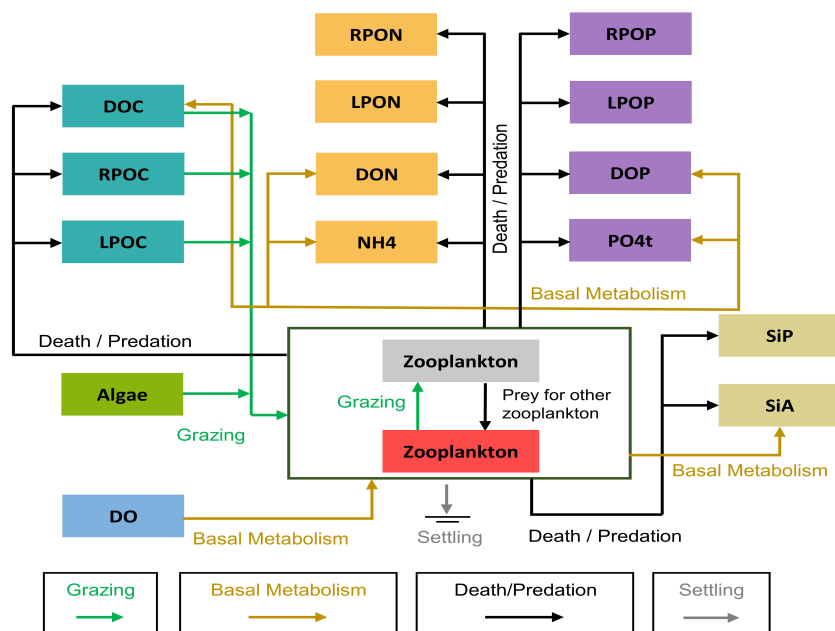 RPON
RPOP
DOC
LPON
LPOP
RPOC
DON
DOP
Death / Predation
LPOC
NH4
PO4t
Basal Metabolism
Death / Predation
SiP
Zooplankton
Algae
Grazing
Prey for other
zooplankton
SiA
Grazing
Zooplankton
Basal Metabolism
DO
Basal Metabolism
Settling
Death / Predation
Grazing
Basal Metabolism
Death/Predation
Settling